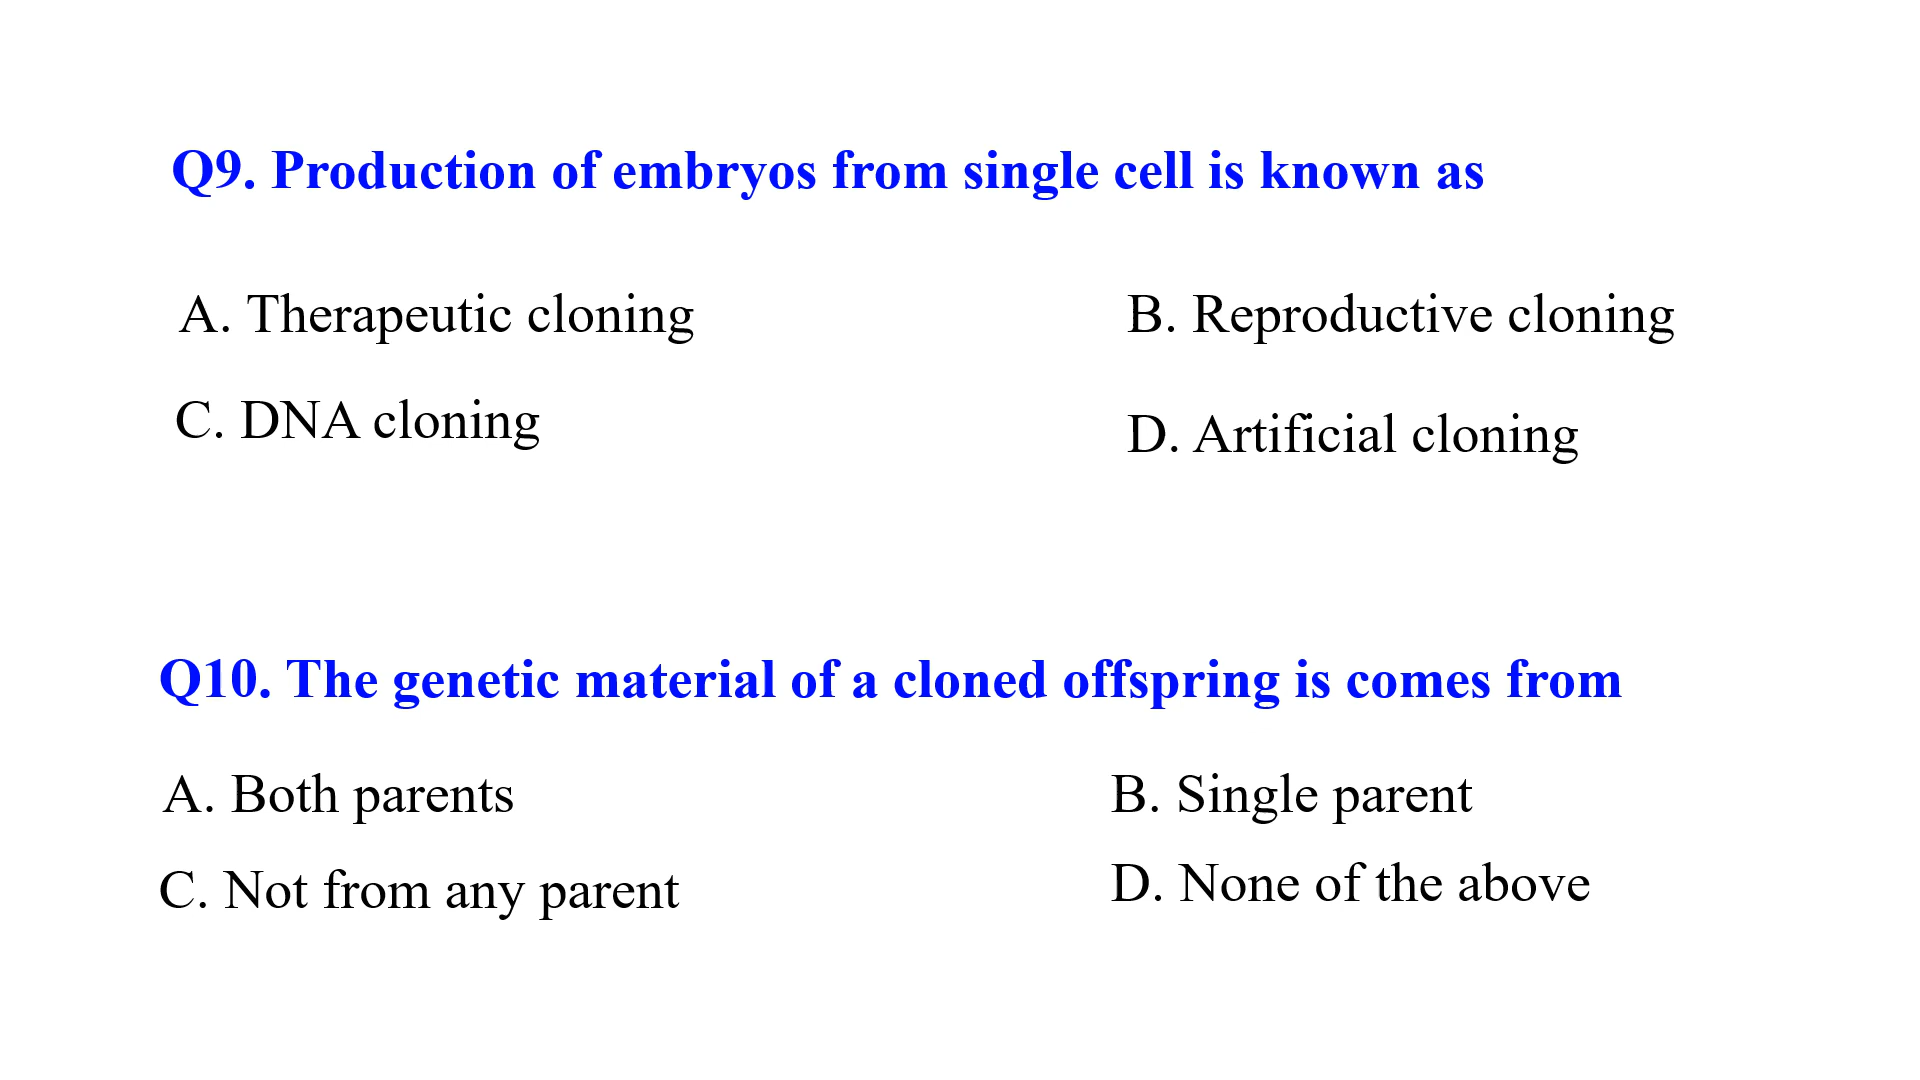 Q9. Production of embryos from single cell is known as
A. Therapeutic cloning
B. Reproductive cloning
C. DNA cloning
D. Artificial cloning
Q10. The genetic material of a cloned offspring is comes from
A. Both parents
B. Single parent
C. Not from any parent
D. None of the above